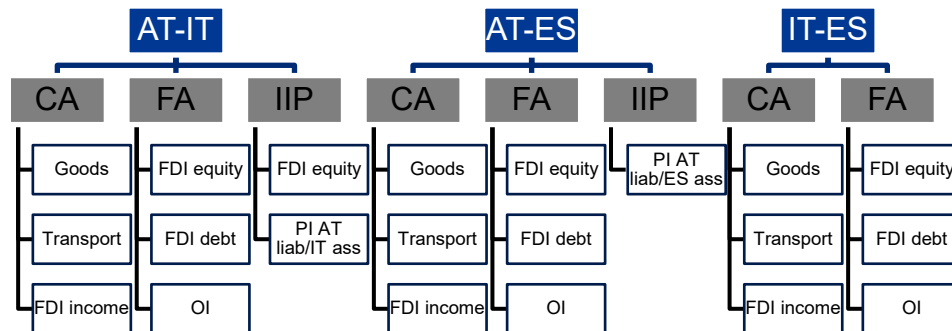 AT-IT
AT-ES
IT-ES
CA
FA
IIP
CA
FA
IIP
CA
FA
Goods
FDI equity
FDI equity
Goods
FDI equity
PI AT
liab/ES ass
Goods
FDI equity
Transport
FDI debt
PI AT
liab/IT ass
Transport
FDI debt
Transport
FDI debt
FDI income
OI
FDI income
OI
FDI income
OI